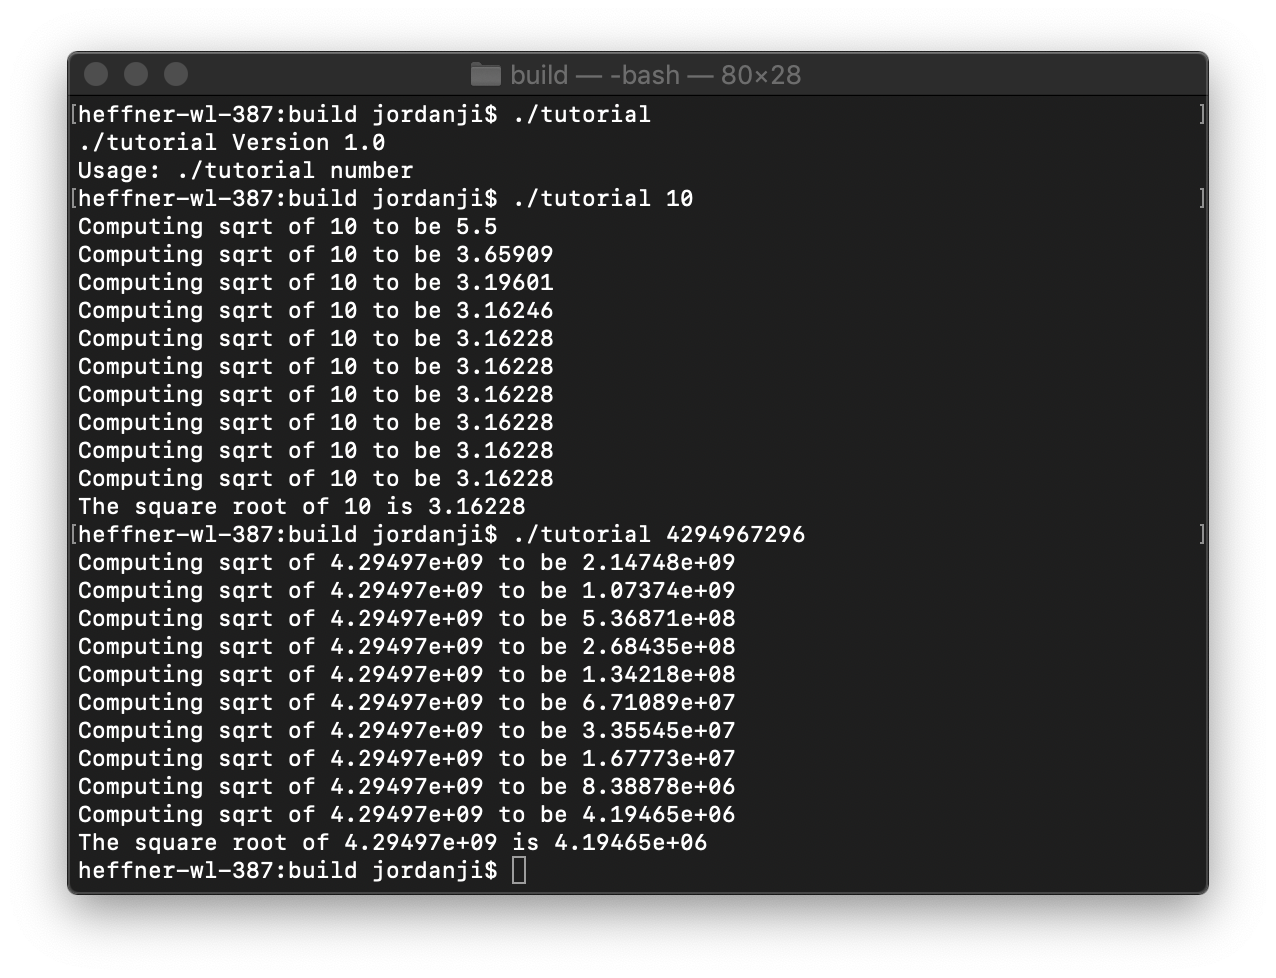 build — -bash — 80×28
[heffner-wl-387:build jordanji$ ./tutorial ]
./tutorial Version 1.0
Usage: ./tutorial number
[heffner-wl-387:build jordanji$ ./tutorial 10 ]
Computing sqrt of 10 to be 5.5
Computing sqrt of 10 to be 3.65909
Computing sqrt of 10 to be 3.19601
Computing sqrt of 10 to be 3.16246
Computing sqrt of 10 to be 3.16228
Computing sqrt of 10 to be 3.16228
Computing sqrt of 10 to be 3.16228
Computing sqrt of 10 to be 3.16228
Computing sqrt of 10 to be 3.16228
Computing sqrt of 10 to be 3.16228
The square root of 10 is 3.16228
[heffner-wl-387:build jordanji$ ./tutorial 4294967296 ]
Computing sqrt of 4.29497e+09 to be 2.14748e+09
Computing sqrt of 4.29497e+09 to be 1.07374e+09
Computing sqrt of 4.29497e+09 to be 5.36871e+08
Computing sqrt of 4.29497e+09 to be 2.68435e+08
Computing sqrt of 4.29497e+09 to be 1.34218e+08
Computing sqrt of 4.29497e+09 to be 6.71089e+07
Computing sqrt of 4.29497e+09 to be 3.35545e+07
Computing sqrt of 4.29497e+09 to be 1.67773e+07
Computing sqrt of 4.29497e+09 to be 8.38878e+06
Computing sqrt of 4.29497e+09 to be 4.19465e+06
The square root of 4.29497e+09 is 4.19465e+06
heffner-wl-387:build jordanji$